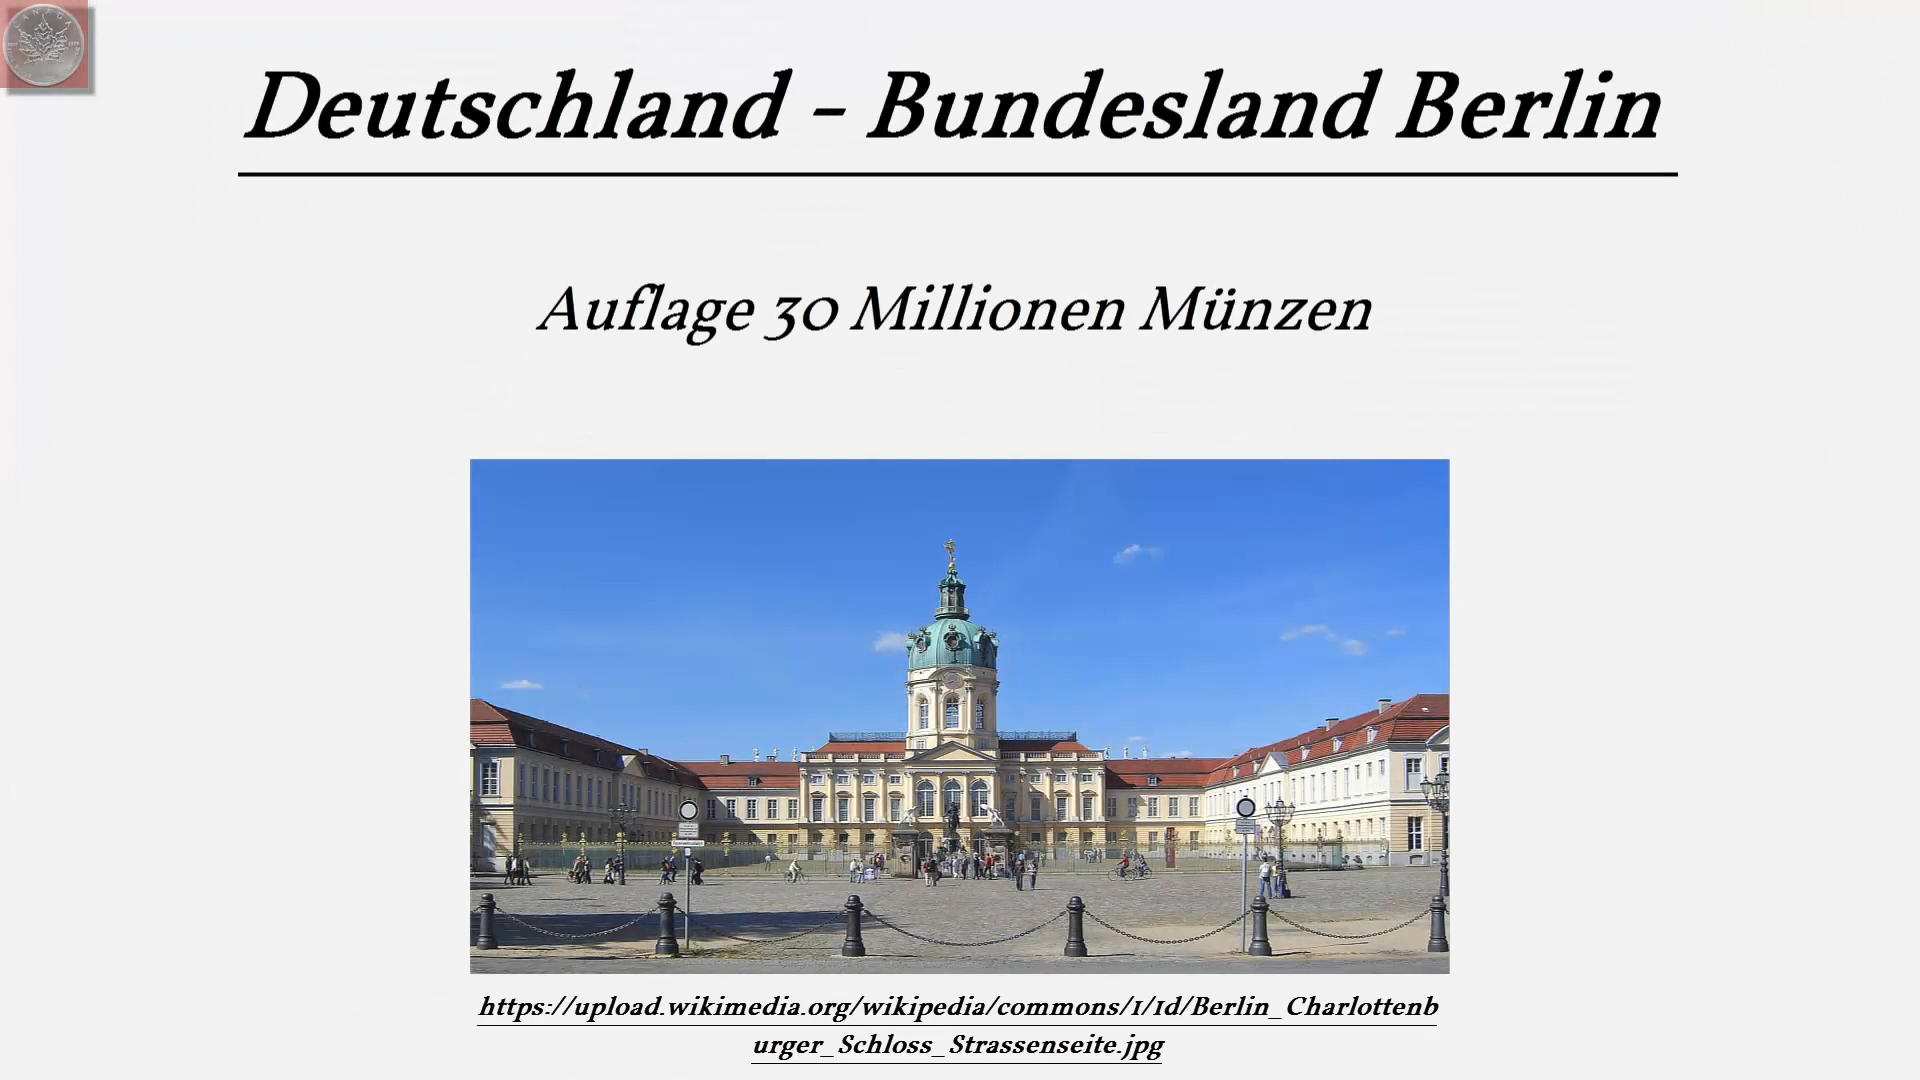 Deutschland - Bundesland Berlin
Auflage 30 Millionen Münzen
https://upload.wikimedia.org/wikipedia/commons/1/1d/Berlin_Charlottenb
urger_Schloss_Strassenseite.jpg